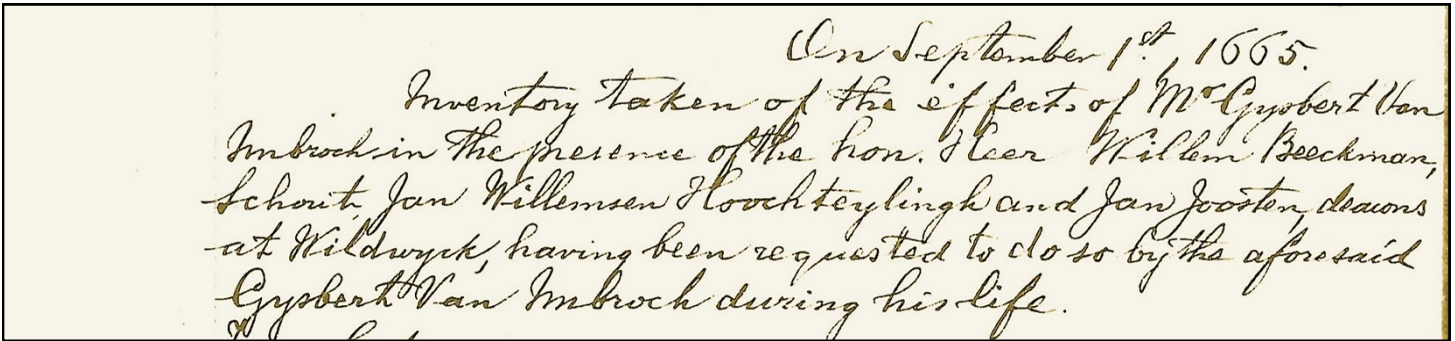 On September 1st, 1665.
Inventory taken of the effects of Mr Gysbert Van
Imbroch in the presence of the hon. Heer Willem Beeckman,
Schout, Jan Willemsen Hoochteylingh and Jan Joosten, deacons
at Wildwyck, having been requested to do so by the aforesaid
Gysbert Van Imbroch during his life.